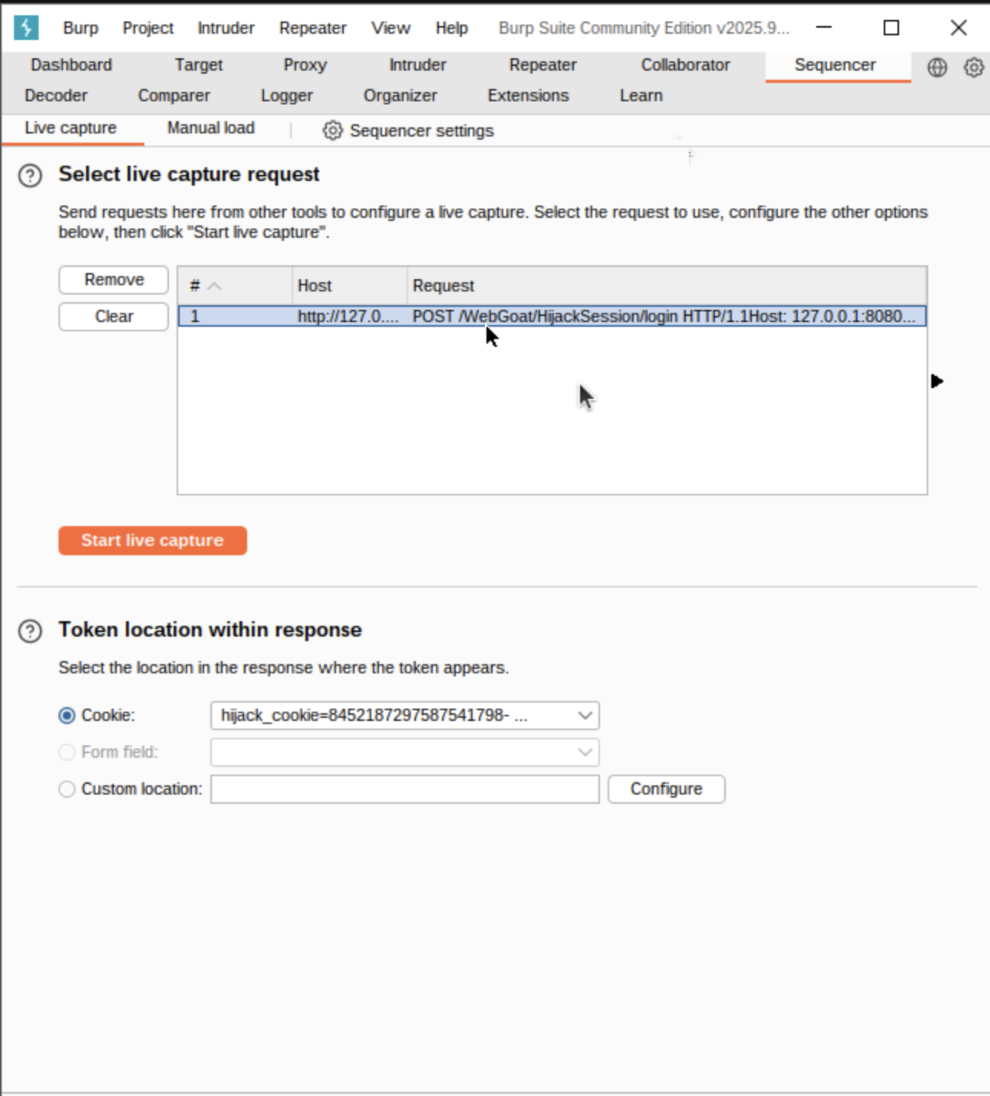 Burp Project Intruder Repeater View Help Burp Suite Community Edition v2025.9...
Dashboard Target Proxy Intruder Repeater Collaborator Sequencer
Decoder Comparer Logger Organizer Extensions Learn
Live capture Manual load Sequencer settings
Select live capture request
Send requests here from other tools to configure a live capture. Select the request to use, configure the other options
below, then click "Start live capture".
Remove # Host Request
Clear 1 http://127.0.... POST /WebGoat/HijackSession/login HTTP/1.1Host: 127.0.0.1:8080...
Start live capture
Token location within response
Select the location in the response where the token appears.
Cookie: hijack_cookie=8452187297587541798- ...
Form field:
Custom location: Configure